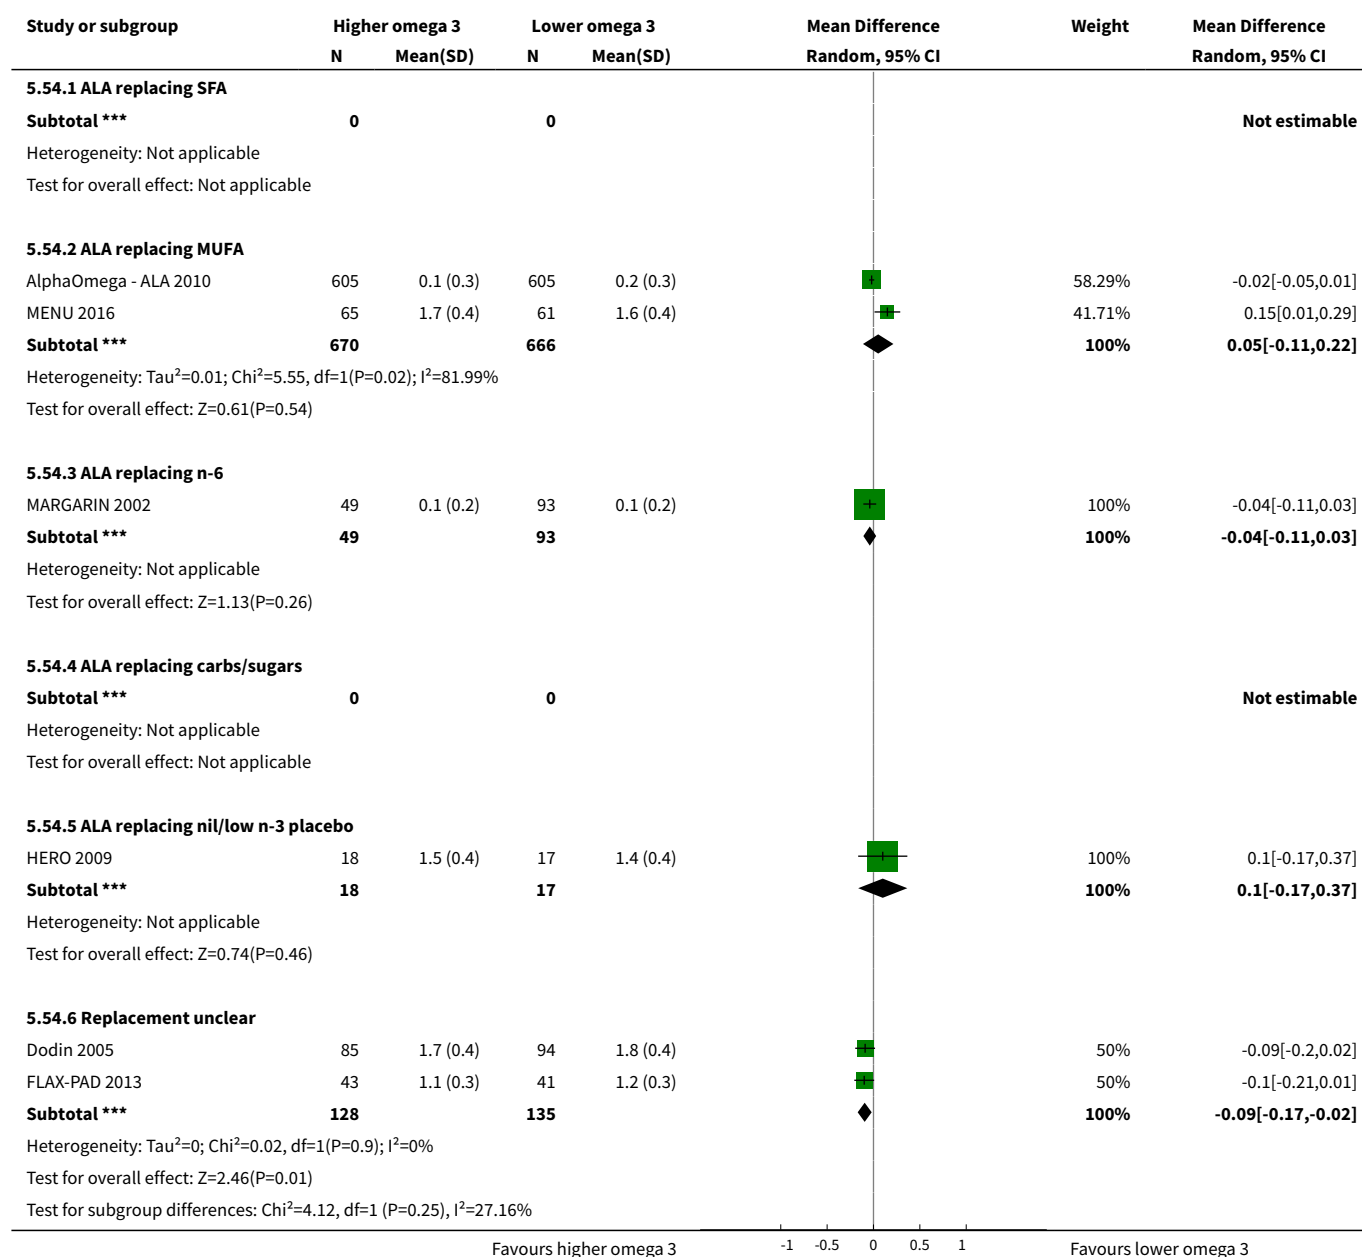 Study or subgroup Higher omega 3 Lower omega 3 Mean Difference Weight Mean Difference
N Mean(SD) N Mean(SD) Random, 95% CI Random, 95% CI
5.54.1 ALA replacing SFA
Subtotal *** 0 0 Not estimable
Heterogeneity: Not applicable
Test for overall effect: Not applicable
5.54.2 ALA replacing MUFA
AlphaOmega - ALA 2010 605 0.1 (0.3) 605 0.2 (0.3) 58.29% -0.02[-0.05,0.01]
MENU 2016 65 1.7 (0.4) 61 1.6 (0.4) 41.71% 0.15[0.01,0.29]
Subtotal *** 670 666 100% 0.05[-0.11,0.22]
Heterogeneity: Tau²=0.01; Chi²=5.55, df=1(P=0.02); I²=81.99%
Test for overall effect: Z=0.61(P=0.54)
5.54.3 ALA replacing n-6
MARGARIN 2002 49 0.1 (0.2) 93 0.1 (0.2) 100% -0.04[-0.11,0.03]
Subtotal *** 49 93 100% -0.04[-0.11,0.03]
Heterogeneity: Not applicable
Test for overall effect: Z=1.13(P=0.26)
5.54.4 ALA replacing carbs/sugars
Subtotal *** 0 0 Not estimable
Heterogeneity: Not applicable
Test for overall effect: Not applicable
5.54.5 ALA replacing nil/low n-3 placebo
HERO 2009 18 1.5 (0.4) 17 1.4 (0.4) 100% 0.1[-0.17,0.37]
Subtotal *** 18 17 100% 0.1[-0.17,0.37]
Heterogeneity: Not applicable
Test for overall effect: Z=0.74(P=0.46)
5.54.6 Replacement unclear
Dodin 2005 85 1.7 (0.4) 94 1.8 (0.4) 50% -0.09[-0.2,0.02]
FLAX-PAD 2013 43 1.1 (0.3) 41 1.2 (0.3) 50% -0.1[-0.21,0.01]
Subtotal *** 128 135 100% -0.09[-0.17,-0.02]
Heterogeneity: Tau²=0; Chi²=0.02, df=1(P=0.9); I²=0%
Test for overall effect: Z=2.46(P=0.01)
Test for subgroup differences: Chi²=4.12, df=1 (P=0.25), I²=27.16%
Favours higher omega 3 -1 -0.5 0 0.5 1 Favours lower omega 3